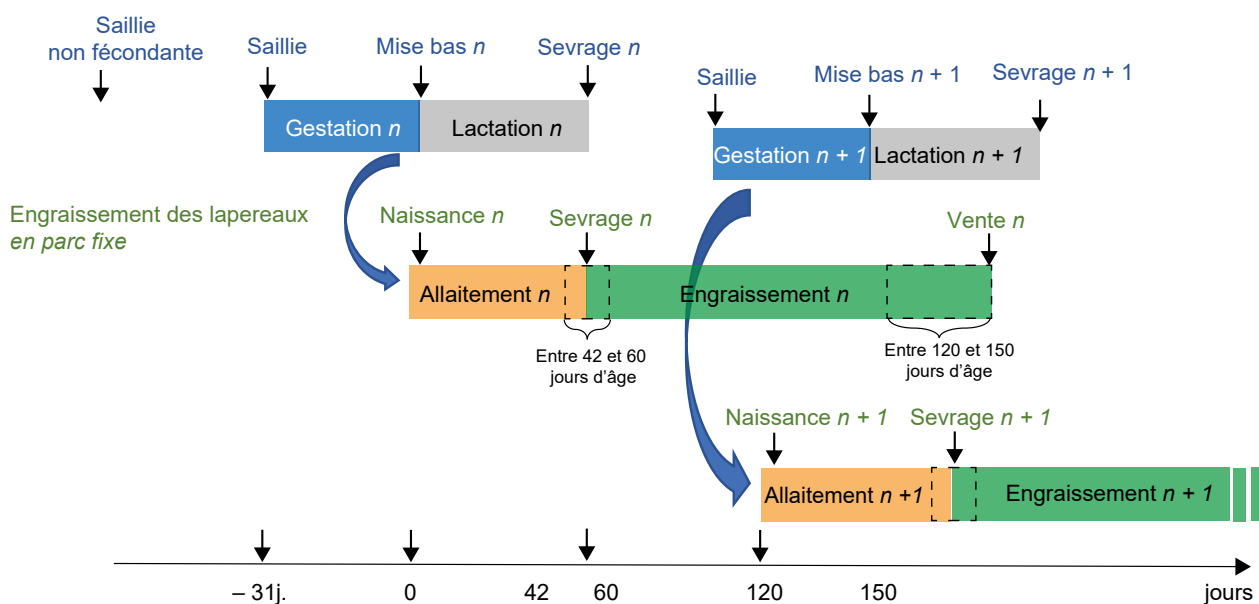 Saillie
non fécondante
Saillie
Mise bas n
Sevrage n
Saillie
Mise bas n + 1
Sevrage n + 1
Gestation n
Lactation n
Gestation n + 1
Lactation n + 1
Engraissement des lapereaux
en parc fixe
Naissance n
Sevrage n
Vente n
Allaitement n
Engraissement n
Entre 42 et 60
jours d’âge
Entre 120 et 150
jours d’âge
Naissance n + 1
Sevrage n + 1
Allaitement n +1
Engraissement n + 1
– 31j.
0
42
60
120
150
jours